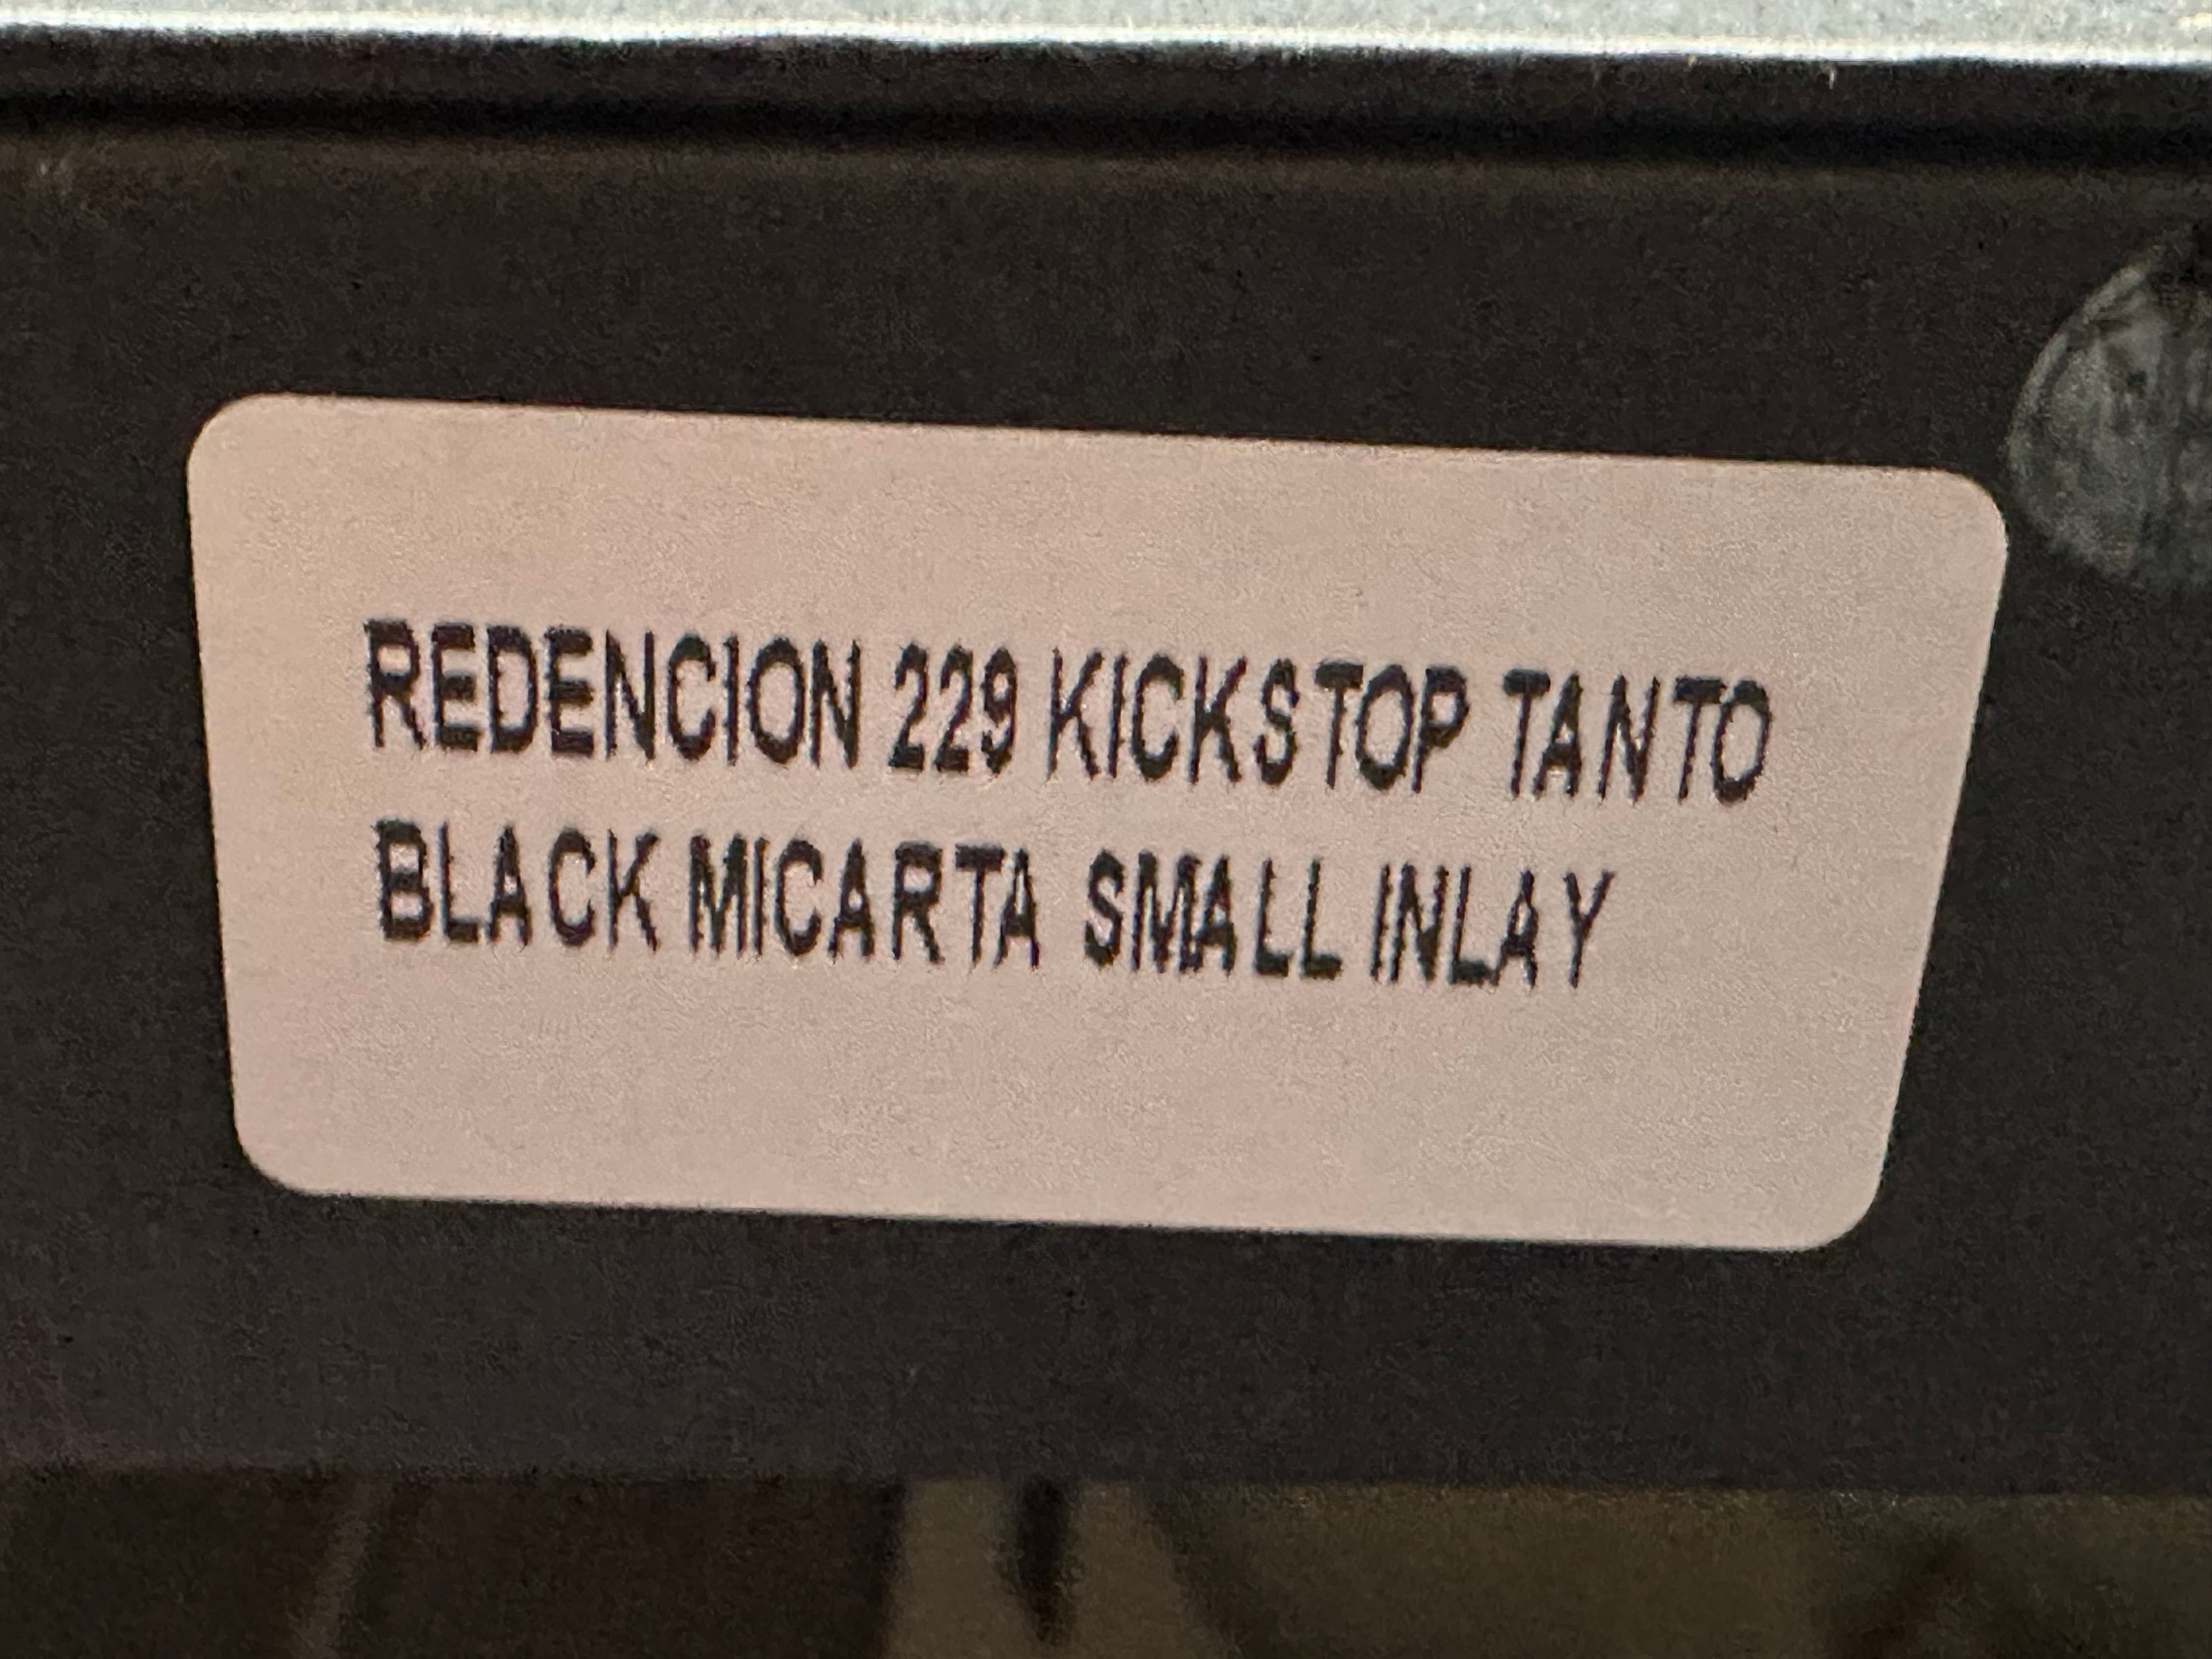 REDENCION 229 KICKSTOP TANTO
BLACK MICARTA SMALL INLAY